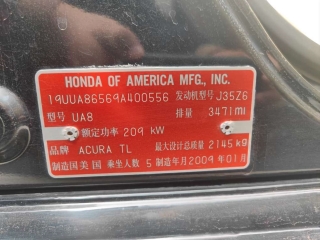 HONDA OF AMERICA MFG., INC.
19UUA86569A400556 发动机型号 J35Z6
型号 UA8 排量 3471ml
额定功率 209 kW
品牌 ACURA TL 最大设计总质量 2145kg
制造国 美国 乘坐人数 5 制造年月 2009年01月